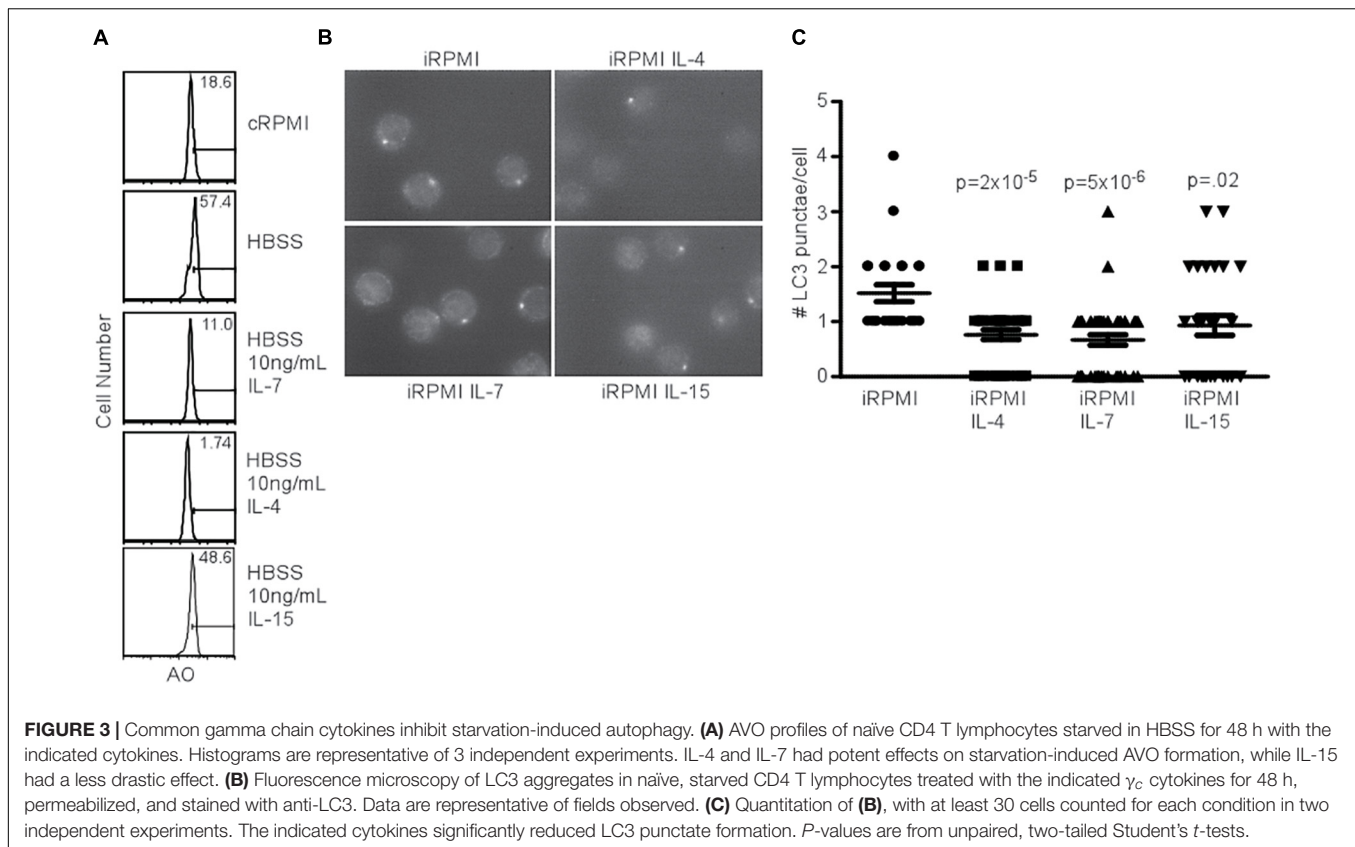 A
18.6
cRPMI
57.4
HBSS
11.0
HBSS
10ng/mL
IL-7
1.74
HBSS
10ng/mL
IL-4
48.6
HBSS
10ng/mL
IL-15
Cell Number
AO
B
iRPMI
iRPMI IL-4
iRPMI IL-7
iRPMI IL-15
C
# LC3 punctae/cell
5
4
3
2
1
0
p=2x10⁻⁵
p=5x10⁻⁶
p=.02
iRPMI
iRPMI
IL-4
iRPMI
IL-7
iRPMI
IL-15
FIGURE 3 | Common gamma chain cytokines inhibit starvation-induced autophagy. (A) AVO profiles of naïve CD4 T lymphocytes starved in HBSS for 48 h with the
indicated cytokines. Histograms are representative of 3 independent experiments. IL-4 and IL-7 had potent effects on starvation-induced AVO formation, while IL-15
had a less drastic effect. (B) Fluorescence microscopy of LC3 aggregates in naïve, starved CD4 T lymphocytes treated with the indicated γc cytokines for 48 h,
permeabilized, and stained with anti-LC3. Data are representative of fields observed. (C) Quantitation of (B), with at least 30 cells counted for each condition in two
independent experiments. The indicated cytokines significantly reduced LC3 punctate formation. P-values are from unpaired, two-tailed Student's t-tests.